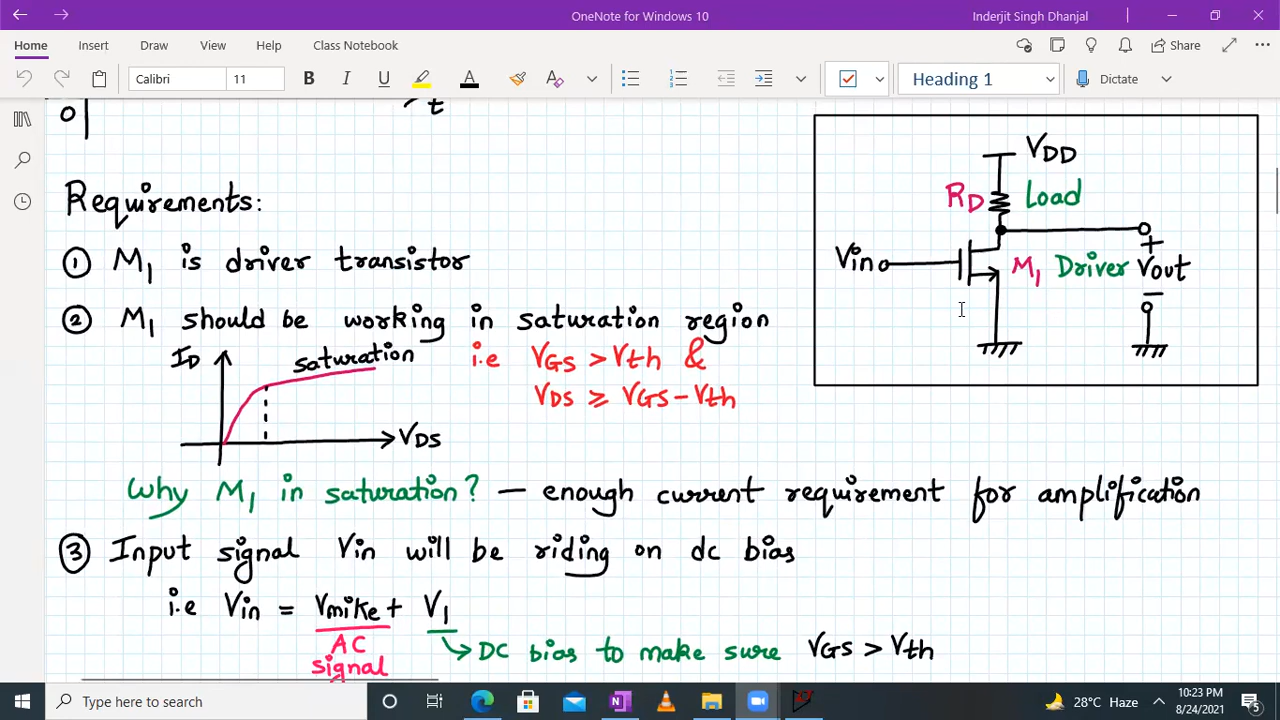 OneNote for Windows 10
Inderjit Singh Dhanjal
Home Insert Draw View Help Class Notebook
Share
Calibri 11 B I U A Heading 1 Dictate
0
t
VDD
RD Load
Vin M1 Driver
+
Vout
−
Requirements:
① M1 is driver transistor
② M1 should be working in saturation region
i.e VGS > Vth &
VDS ≥ VGS − Vth
ID saturation
VDS
Why M1 in saturation? — enough current requirement for amplification
③ Input signal Vin will be riding on dc bias
i.e Vin = Vmike + V1
AC
signal
DC bias to make sure VGS > Vth
Type here to search
28°C Haze
10:23 PM
8/24/2021
5